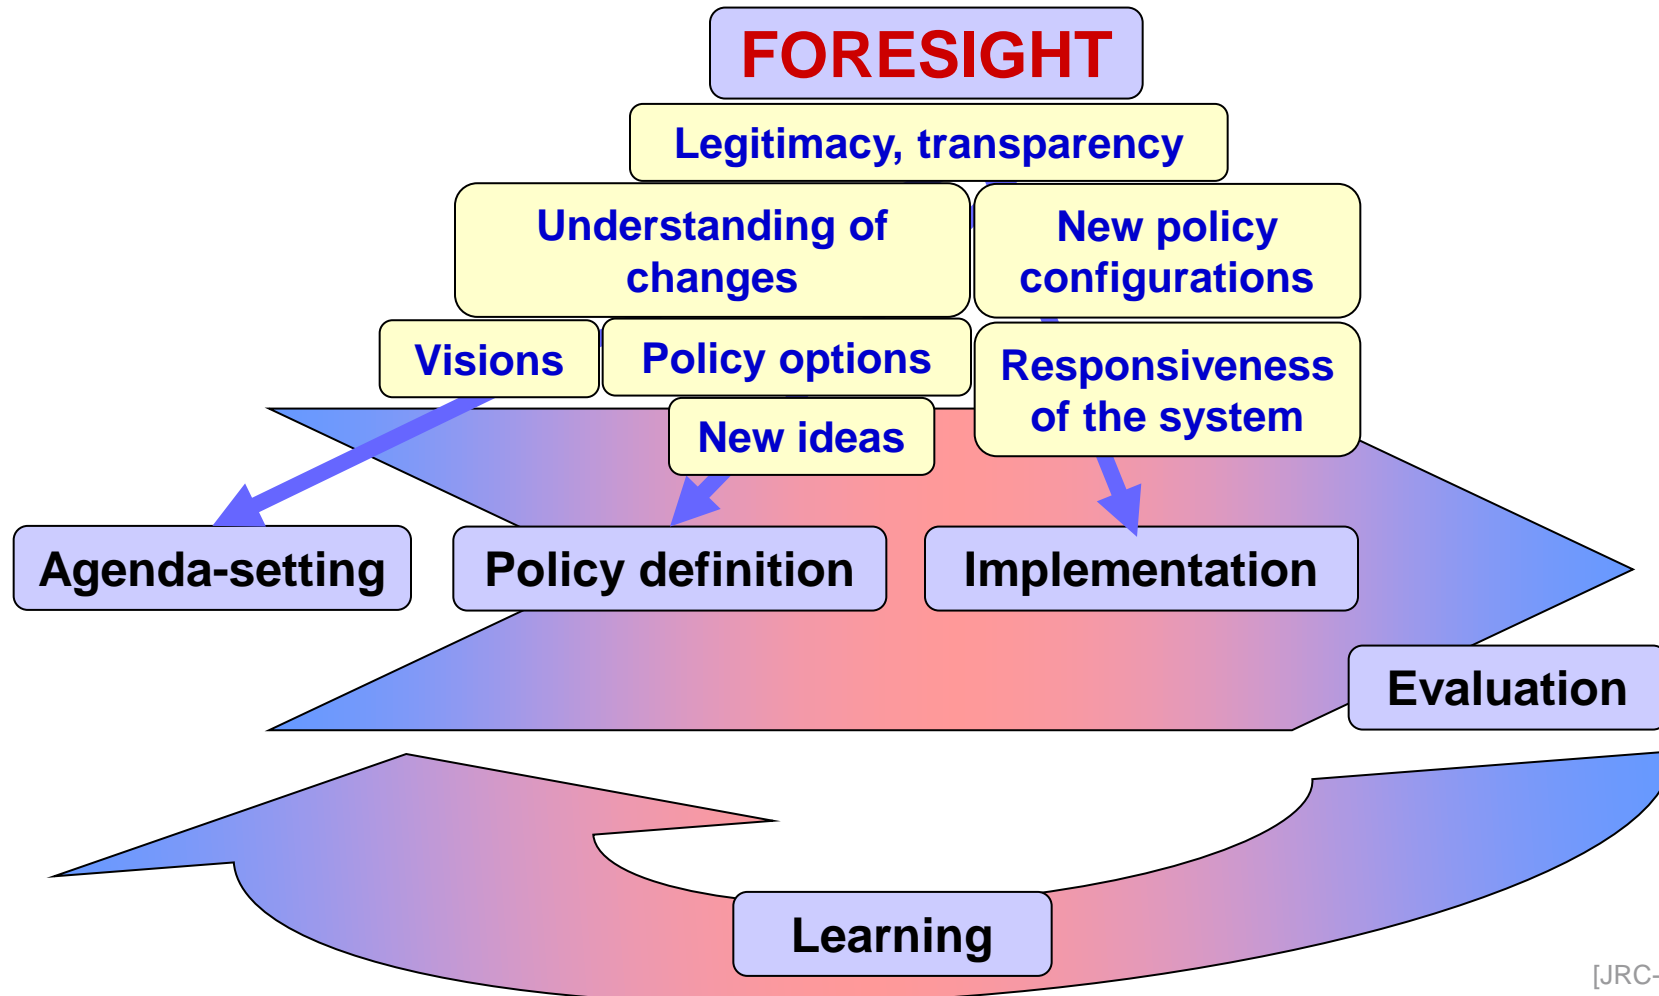 FORESIGHT
Legitimacy, transparency
Understanding of
changes
New policy
configurations
Visions
Policy options
Responsiveness
of the system
New ideas
Agenda-setting
Policy definition
Implementation
Evaluation
Learning
[JRC-